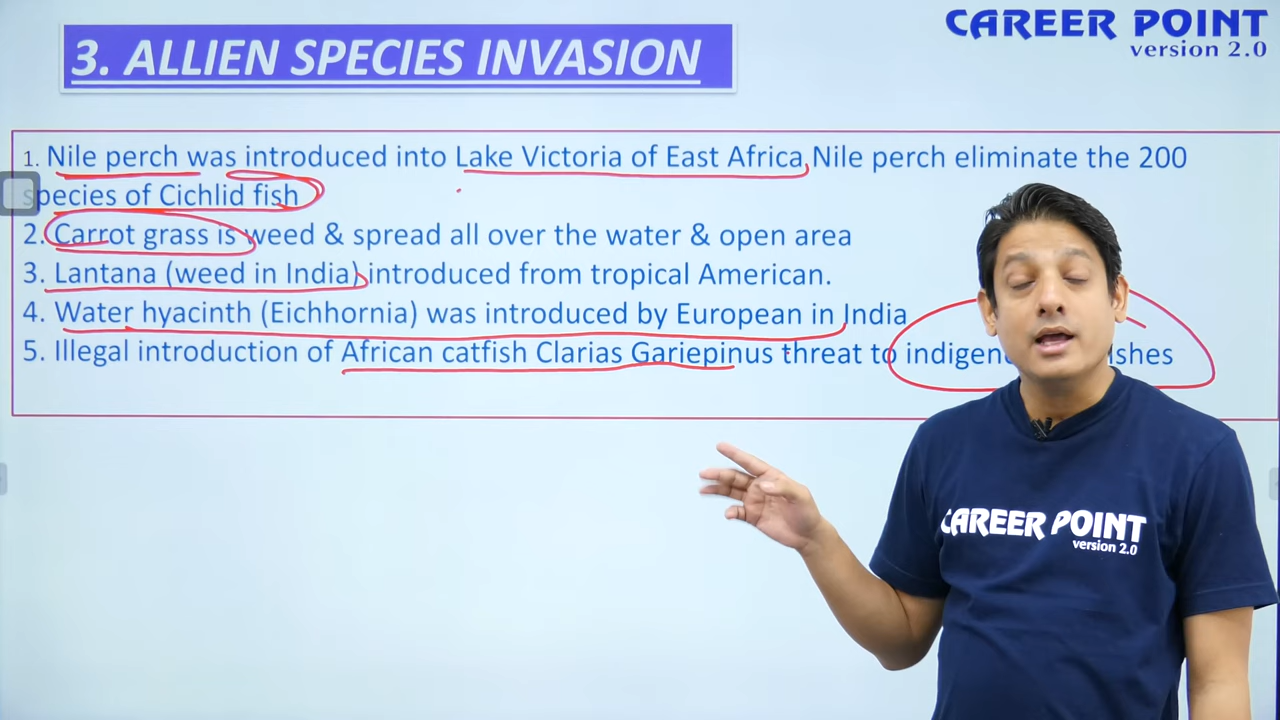 CAREER POINT
version 2.0
3. ALLIEN SPECIES INVASION
1. Nile perch was introduced into Lake Victoria of East Africa, Nile perch eliminate the 200
species of Cichlid fish
2. Carrot grass is weed & spread all over the water & open area
3. Lantana (weed in India) introduced from tropical American.
4. Water hyacinth (Eichhornia) was introduced by European in India
5. Illegal introduction of African catfish Clarias Gariepinus threat to
CAREER POINT
version 2.0